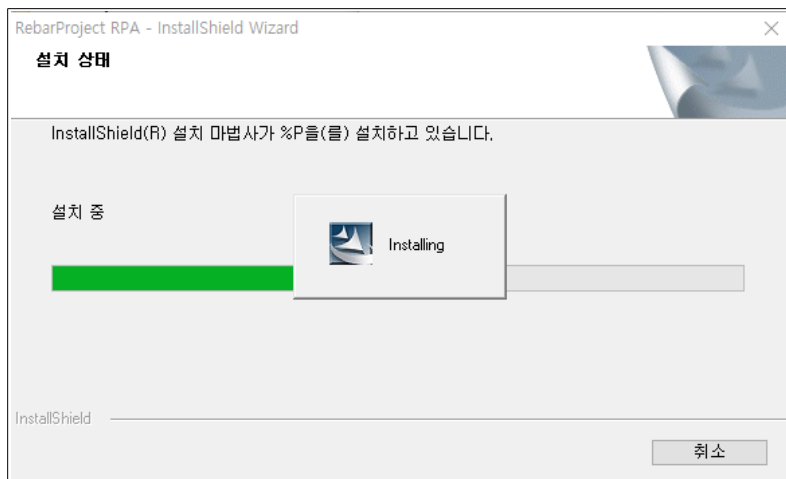 RebarProject RPA - InstallShield Wizard
설치 상태
InstallShield(R) 설치 마법사가 %P을(를) 설치하고 있습니다.
설치 중
Installing
InstallShield
취소